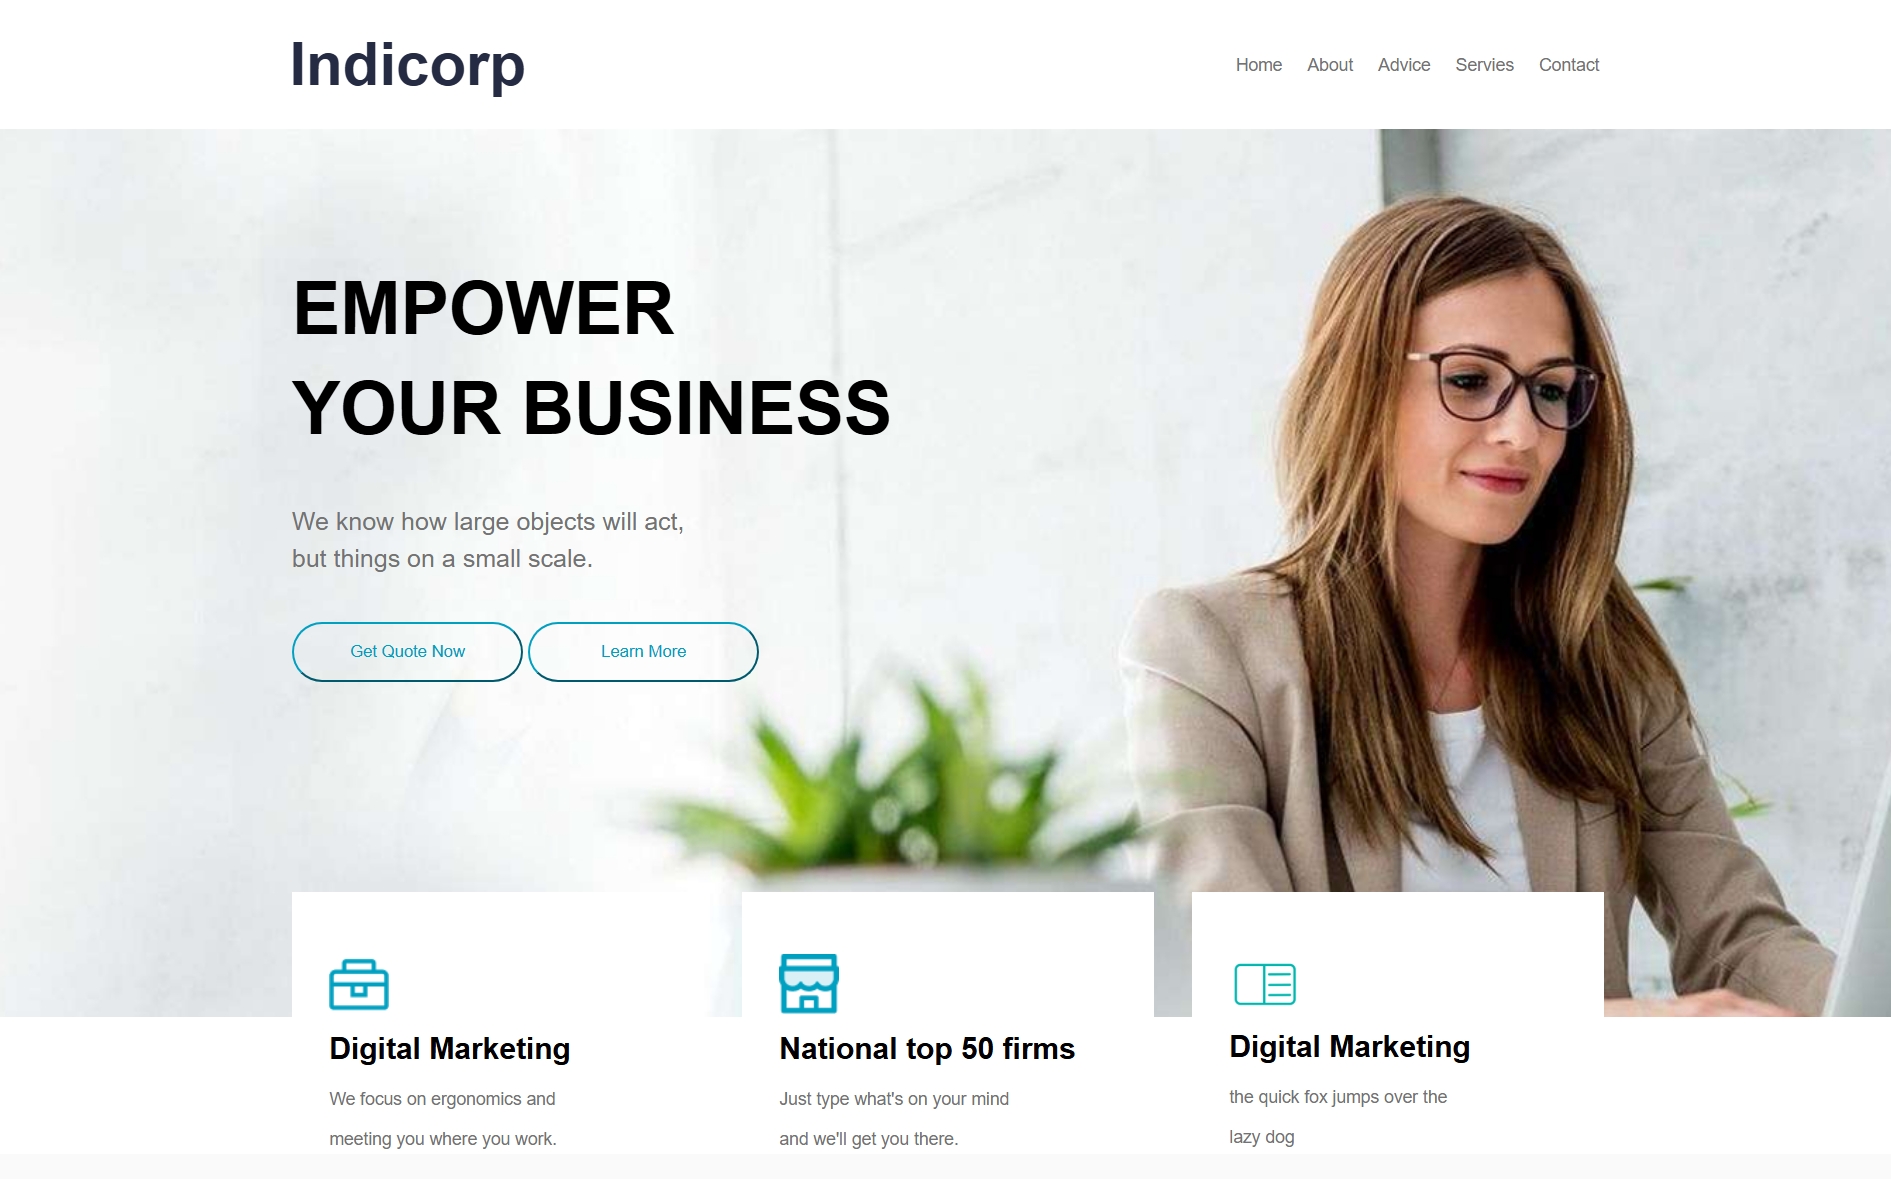 Indicorp
Home About Advice Servies Contact
EMPOWER
YOUR BUSINESS
We know how large objects will act,
but things on a small scale.
Get Quote Now Learn More
Digital Marketing
We focus on ergonomics and
meeting you where you work.
National top 50 firms
Just type what's on your mind
and we'll get you there.
Digital Marketing
the quick fox jumps over the
lazy dog